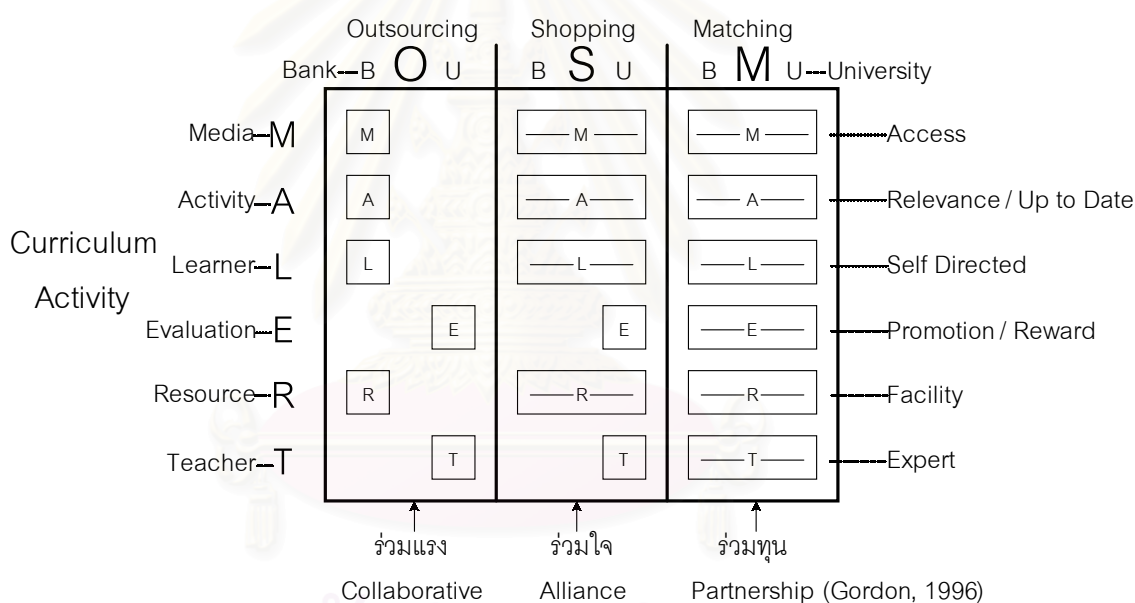 Outsourcing Shopping Matching
Bank B O U B S U B M U University
Media M M M M Access
Activity A A A A Relevance / Up to Date
Curriculum
Activity
Learner L L L L Self Directed
Evaluation E E E E Promotion / Reward
Resource R R R R Facility
Teacher T T T T Expert
ร่วมแรง ร่วมใจ ร่วมทุน
Collaborative Alliance Partnership (Gordon, 1996)